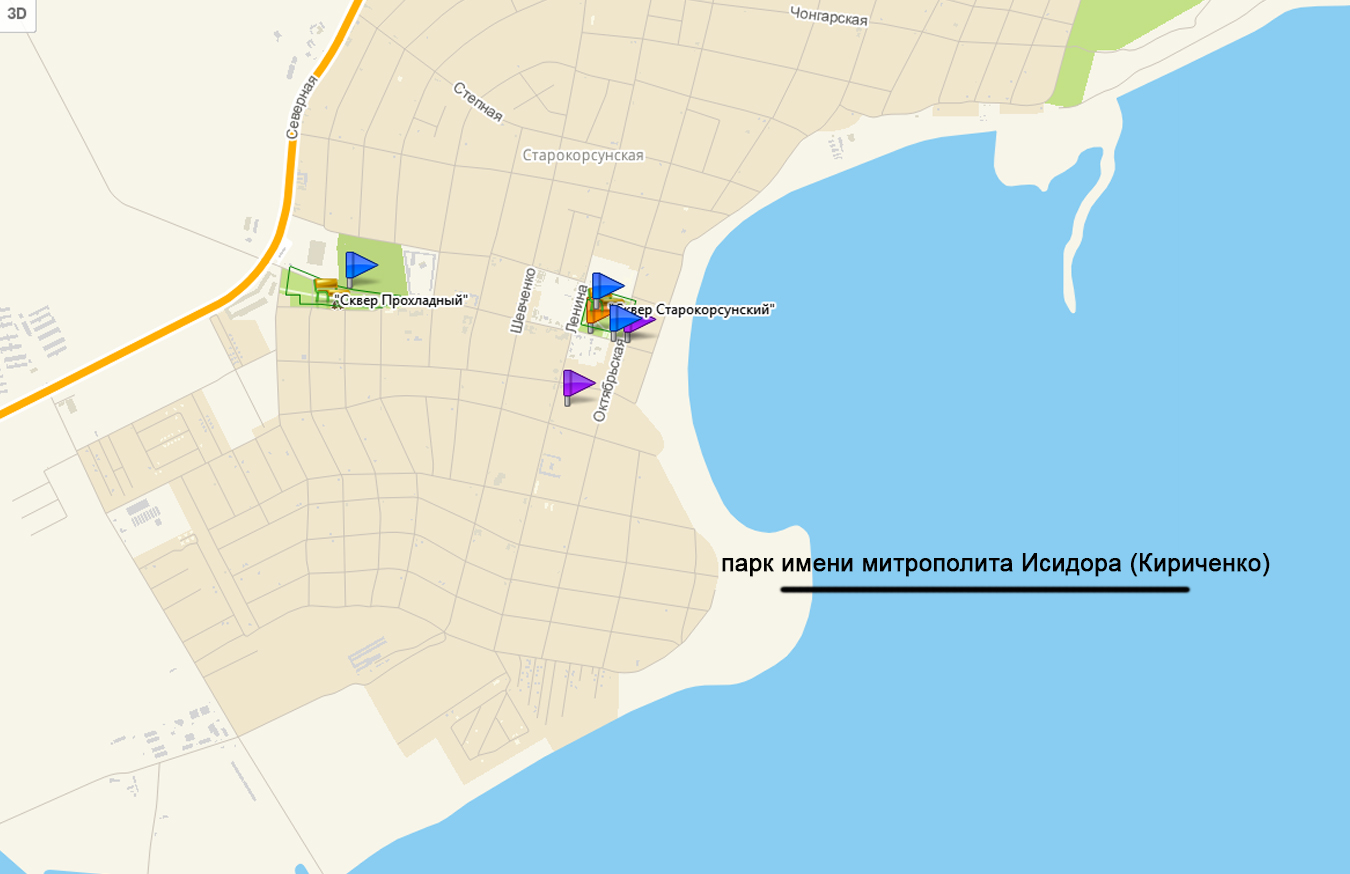 3D
Чонгарская
Северная
Степная
Старокорсунская
Шевченко
Ленина
"Сквер Прохладный"
Сквер Старокорсунский"
Октябрьская
парк имени митрополита Исидора (Кириченко)